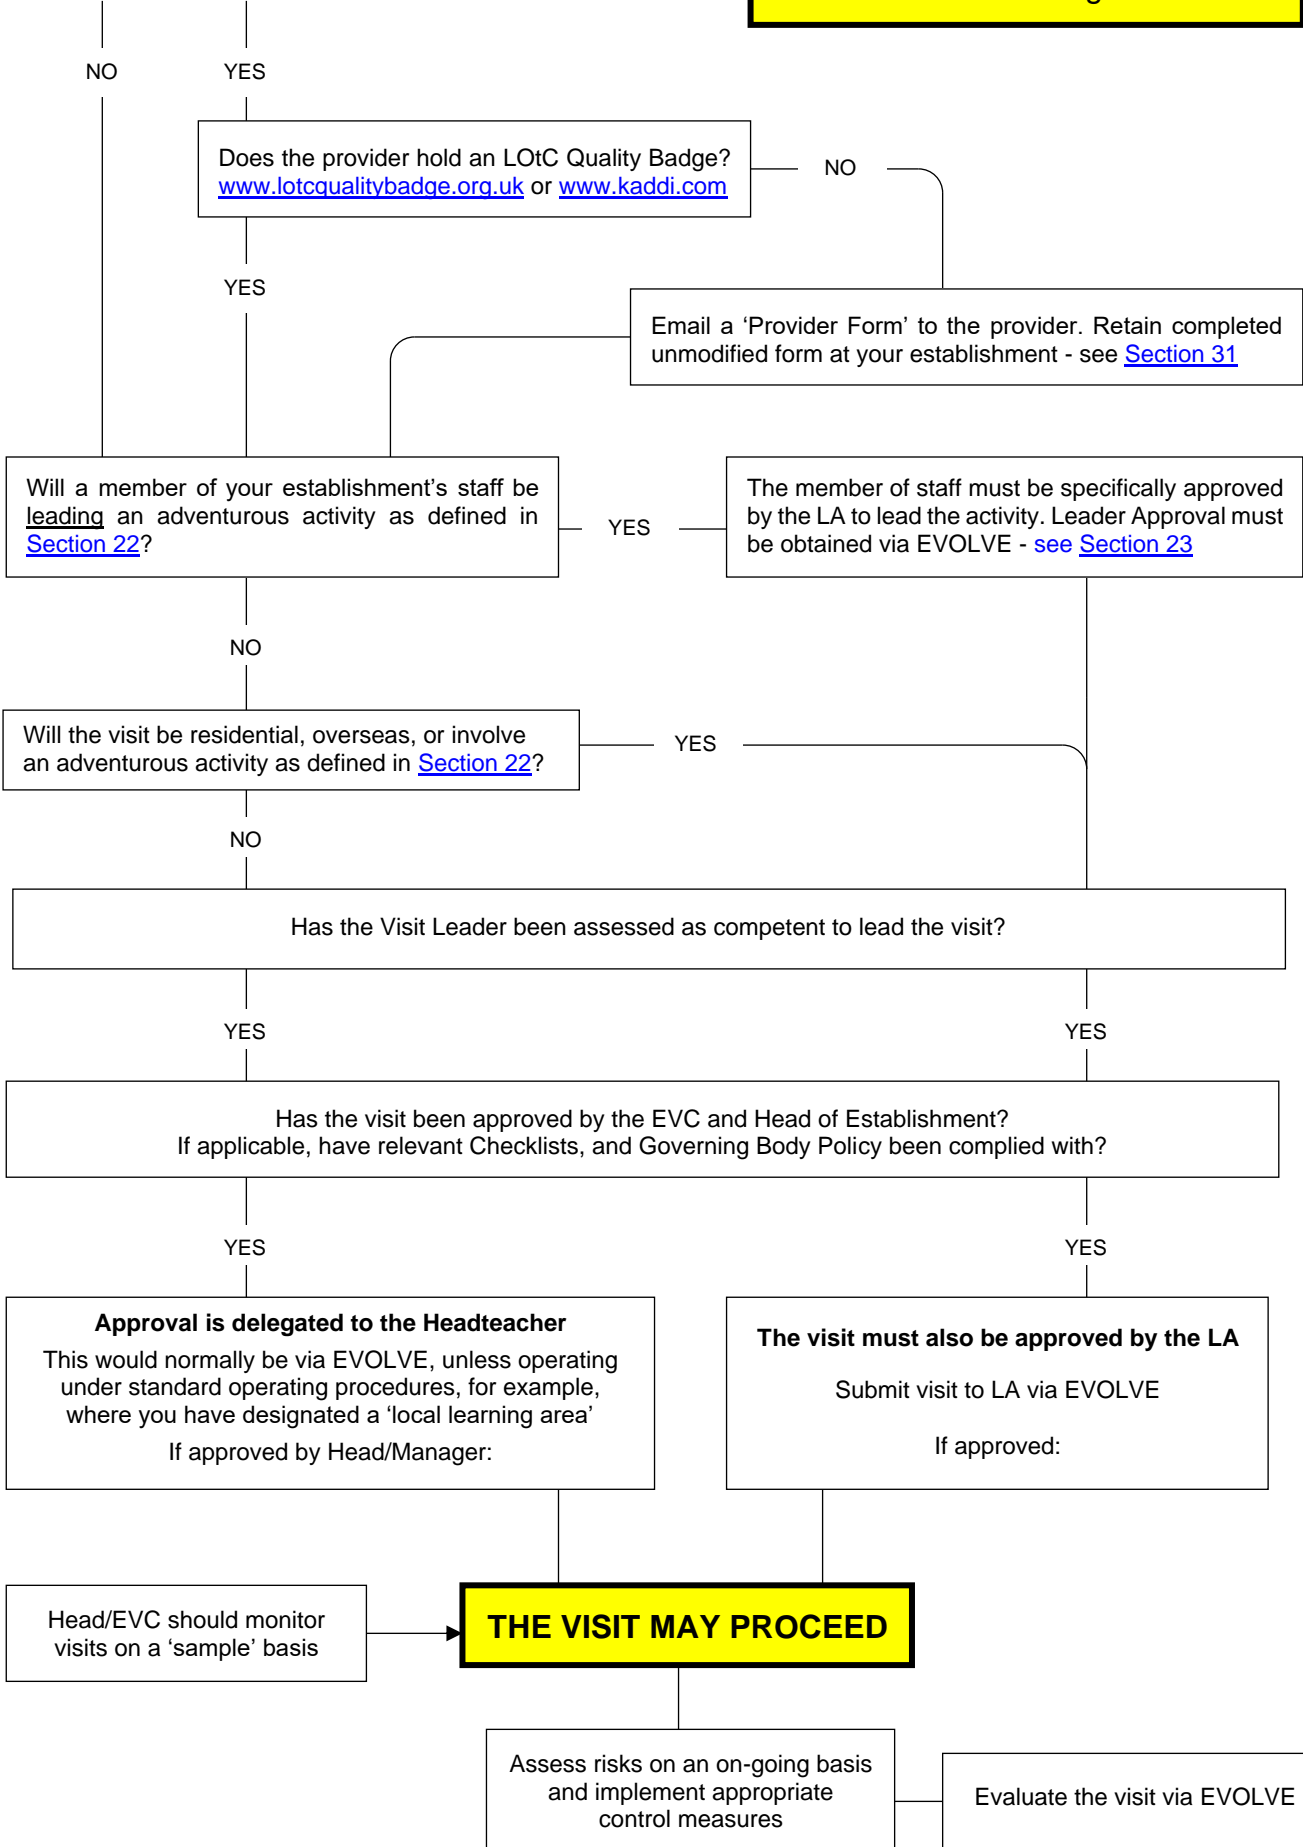 NO
YES
Does the provider hold an LOtC Quality Badge?
www.lotcqualitybadge.org.uk or www.kaddi.com
NO
YES
Email a ‘Provider Form’ to the provider. Retain completed
unmodified form at your establishment - see Section 31
Will a member of your establishment’s staff be
leading an adventurous activity as defined in
Section 22?
YES
The member of staff must be specifically approved
by the LA to lead the activity. Leader Approval must
be obtained via EVOLVE - see Section 23
NO
Will the visit be residential, overseas, or involve
an adventurous activity as defined in Section 22?
YES
NO
Has the Visit Leader been assessed as competent to lead the visit?
YES
YES
Has the visit been approved by the EVC and Head of Establishment?
If applicable, have relevant Checklists, and Governing Body Policy been complied with?
YES
YES
Approval is delegated to the Headteacher
This would normally be via EVOLVE, unless operating
under standard operating procedures, for example,
where you have designated a ‘local learning area’
If approved by Head/Manager:
The visit must also be approved by the LA
Submit visit to LA via EVOLVE
If approved:
Head/EVC should monitor
visits on a ‘sample’ basis
THE VISIT MAY PROCEED
Assess risks on an on-going basis
and implement appropriate
control measures
Evaluate the visit via EVOLVE